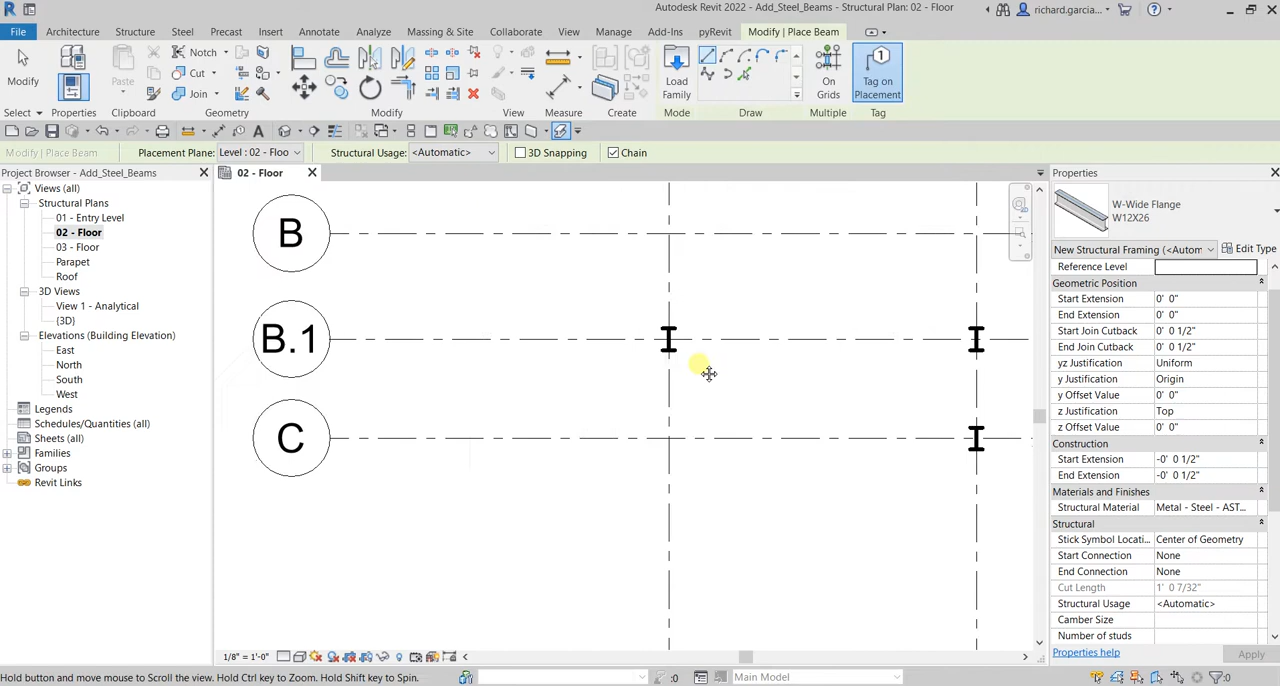 Autodesk Revit 2022 - Add_Steel_Beams - Structural Plan: 02 - Floor
richard.garcia...
File Architecture Structure Steel Precast Insert Annotate Analyze Massing & Site Collaborate View Manage Add-Ins pyRevit Modify | Place Beam
Modify Paste Notch Cut Join Load Family On Grids Tag on Placement
Select Properties Clipboard Geometry Modify View Measure Create Mode Draw Multiple Tag
Modify | Place Beam Placement Plane: Level : 02 - Floo Structural Usage: <Automatic> 3D Snapping Chain
Project Browser - Add_Steel_Beams
Views (all)
Structural Plans
01 - Entry Level
02 - Floor
03 - Floor
Parapet
Roof
3D Views
View 1 - Analytical
{3D}
Elevations (Building Elevation)
East
North
South
West
Legends
Schedules/Quantities (all)
Sheets (all)
Families
Groups
Revit Links
02 - Floor
B
B.1
C
Properties
W-Wide Flange
W12X26
New Structural Framing (<Autom Edit Type
Reference Level
Geometric Position
Start Extension 0' 0"
End Extension 0' 0"
Start Join Cutback 0' 0 1/2"
End Join Cutback 0' 0 1/2"
yz Justification Uniform
y Justification Origin
y Offset Value 0' 0"
z Justification Top
z Offset Value 0' 0"
Construction
Start Extension -0' 0 1/2"
End Extension -0' 0 1/2"
Materials and Finishes
Structural Material Metal - Steel - AST...
Structural
Stick Symbol Locati... Center of Geometry
Start Connection None
End Connection None
Cut Length 1' 0 7/32"
Structural Usage <Automatic>
Camber Size
Number of studs
Properties help Apply
1/8" = 1'-0"
Hold button and move mouse to Scroll the view. Hold Ctrl key to Zoom. Hold Shift key to Spin. :0 Main Model :0